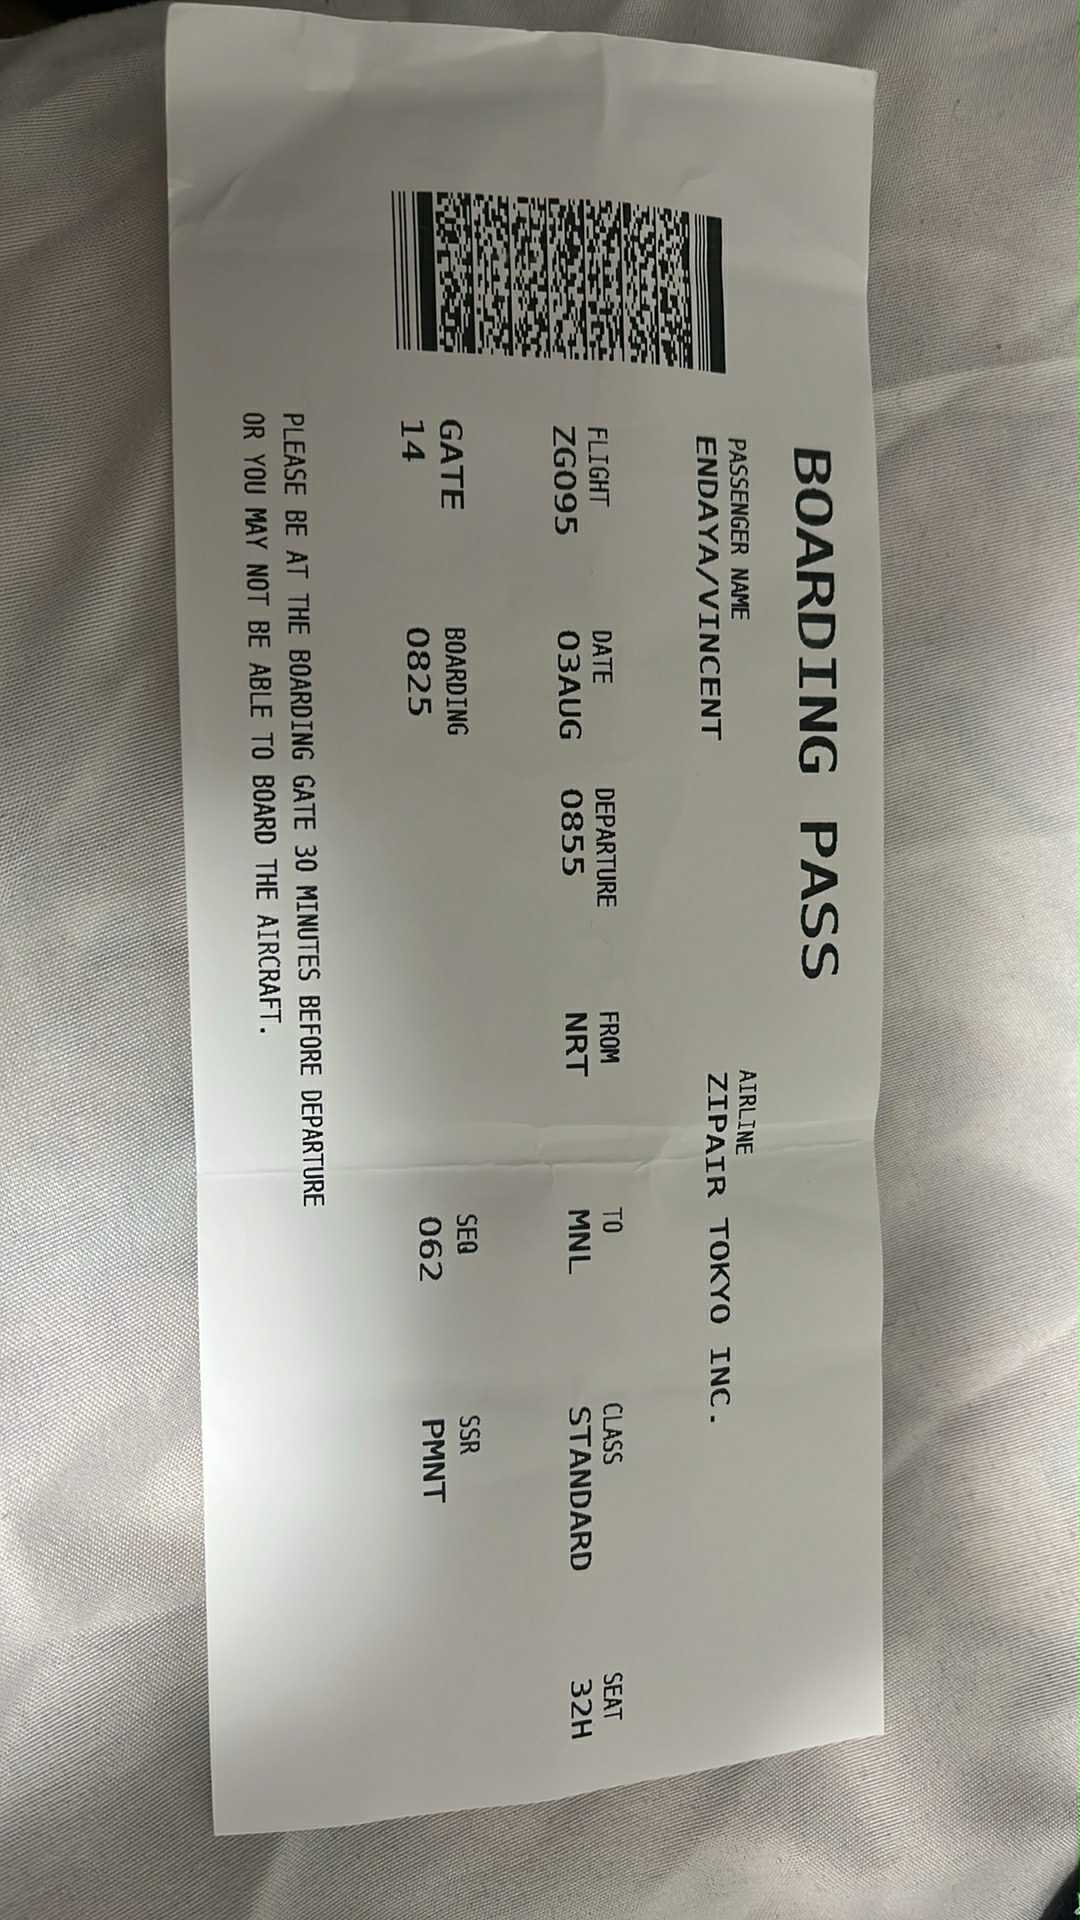 BOARDING PASS
PASSENGER NAME AIRLINE
ENDAYA/VINCENT ZIPAIR TOKYO INC.
FLIGHT DATE DEPARTURE FROM TO CLASS SEAT
ZG095 03AUG 0855 NRT MNL STANDARD 32H
GATE BOARDING SEQ SSR
14 0825 062 PMNT
PLEASE BE AT THE BOARDING GATE 30 MINUTES BEFORE DEPARTURE
OR YOU MAY NOT BE ABLE TO BOARD THE AIRCRAFT.